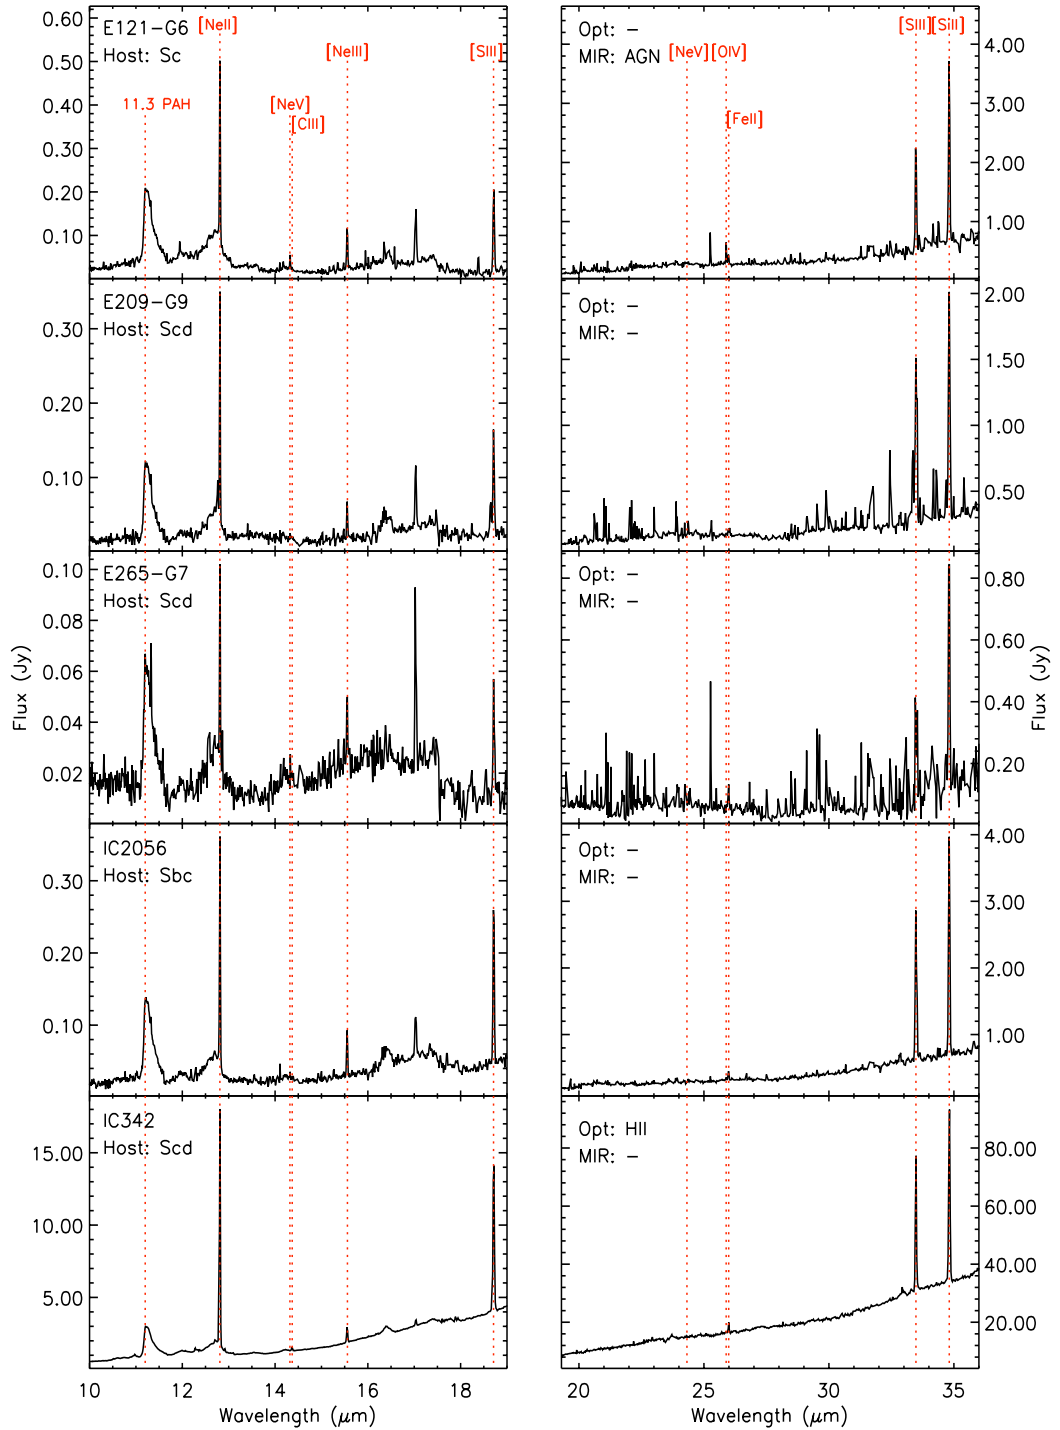 E121-G6
Host: Sc
[NeII]
[NeIII]
[SIII]
11.3 PAH
[NeV]
[ClII]
0.60
0.50
0.40
0.30
0.20
0.10
Opt: -
MIR: AGN
[NeV]
[OIV]
[FeII]
[SIII]
[SiII]
4.00
3.00
2.00
1.00
E209-G9
Host: Scd
0.30
0.20
0.10
Opt: -
MIR: -
2.00
1.50
1.00
0.50
E265-G7
Host: Scd
0.10
0.08
0.06
0.04
0.02
Flux (Jy)
Opt: -
MIR: -
0.80
0.60
0.40
0.20
Flux (Jy)
IC2056
Host: Sbc
0.30
0.20
0.10
Opt: -
MIR: -
4.00
3.00
2.00
1.00
IC342
Host: Scd
15.00
10.00
5.00
Opt: HII
MIR: -
80.00
60.00
40.00
20.00
10 12 14 16 18
Wavelength (μm)
20 25 30 35
Wavelength (μm)